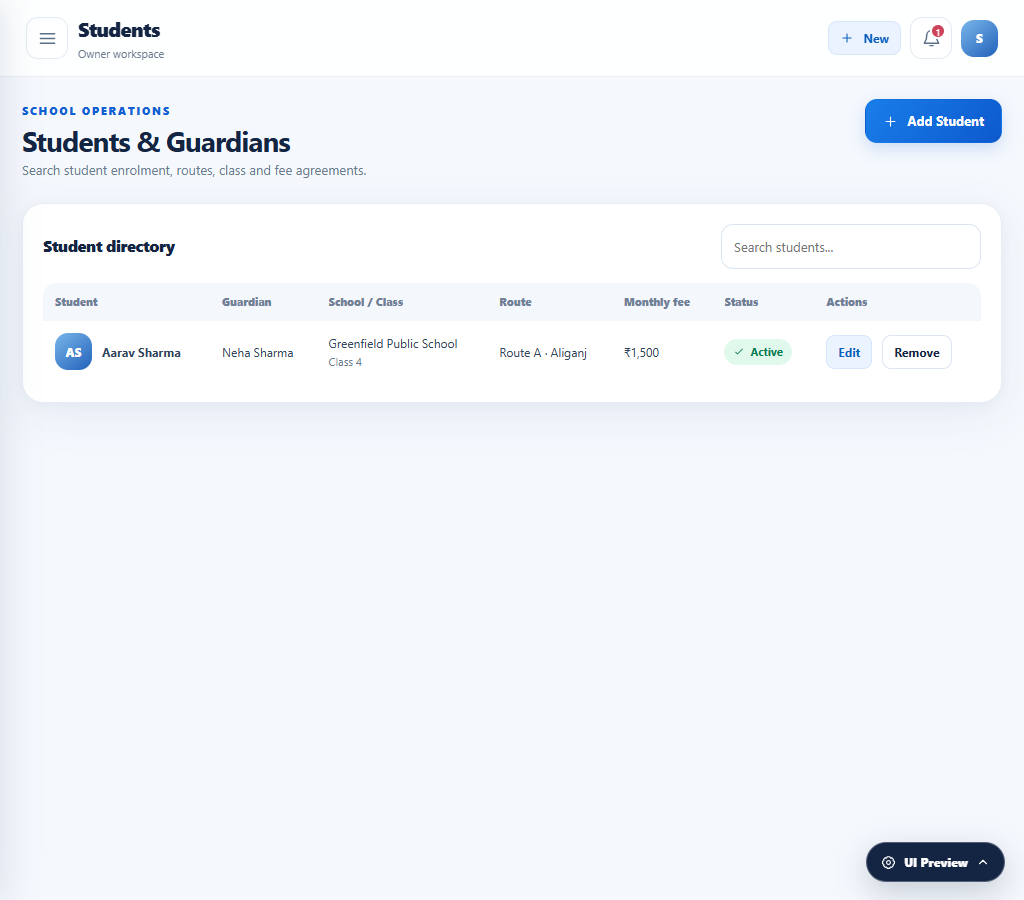 Students
Owner workspace
+ New
1
S
SCHOOL OPERATIONS
Students & Guardians
Search student enrolment, routes, class and fee agreements.
+ Add Student
Student directory
Search students...
Student Guardian School / Class Route Monthly fee Status Actions
AS Aarav Sharma Neha Sharma Greenfield Public School Route A · Aliganj ₹1,500 ✓ Active Edit Remove
Class 4
UI Preview